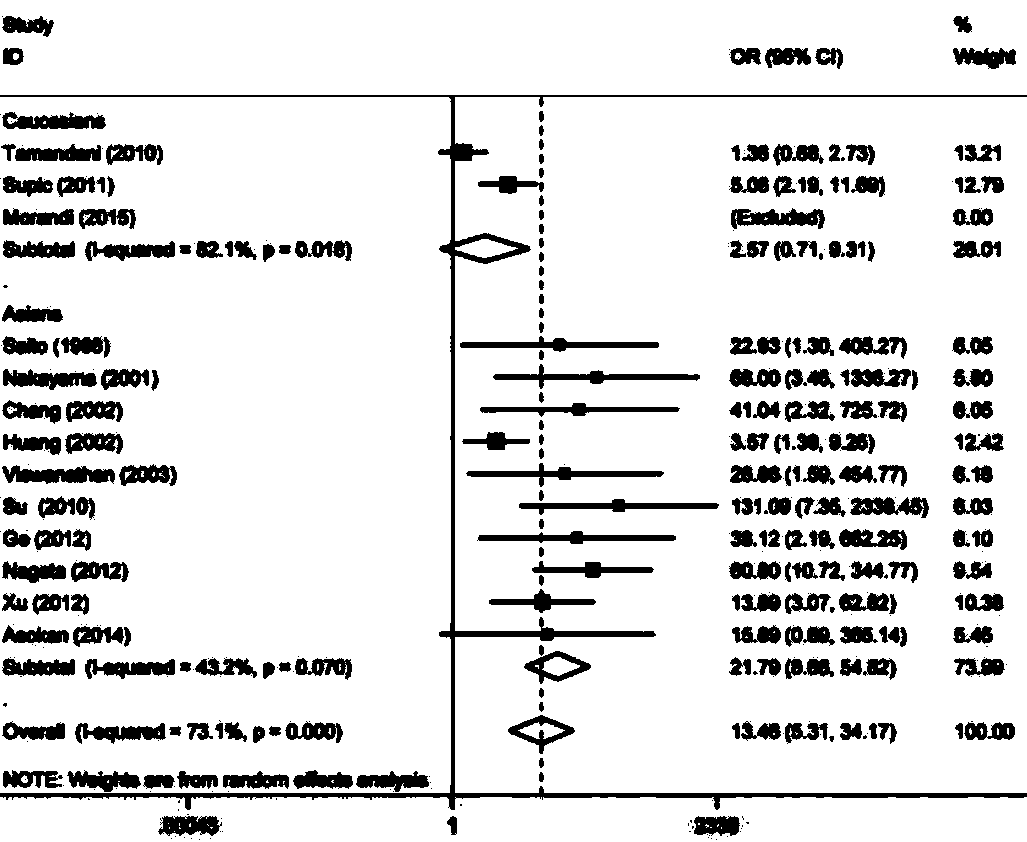 Study %
ID OR (95% CI) Weight
Caucasians
Tamandani (2010) 1.36 (0.68, 2.73) 13.21
Supic (2011) 5.06 (2.19, 11.69) 12.79
Morandi (2015) (Excluded) 0.00
Subtotal (I-squared = 82.1%, p = 0.018) 2.57 (0.71, 9.31) 26.01
.
Asians
Saito (1998) 22.93 (1.30, 405.27) 6.05
Nakayama (2001) 68.00 (3.46, 1336.27) 5.80
Chang (2002) 41.04 (2.32, 725.72) 6.05
Huang (2002) 3.57 (1.38, 9.25) 12.42
Viswanathan (2003) (1.59, 454.77)
Su (2010) 131.09 (7.35, 2338.45) 6.03
Ge (2012) 38.12 (2.19, 662.25) 6.10
Nagata (2012) 60.80 (10.72, 344.77) 9.54
Xu (2012) 13.89 (3.07, 62.82) 10.38
Asokan (2014) 15.89 (0.69, 365.14) 5.45
Subtotal (I-squared = 43.2%, p = 0.070) 21.79 (8.66, 54.82) 73.99
.
Overall (I-squared = 73.1%, p = 0.000) 13.46 (5.31, 34.17) 100.00
NOTE: Weights are from random effects analysis
1 2338